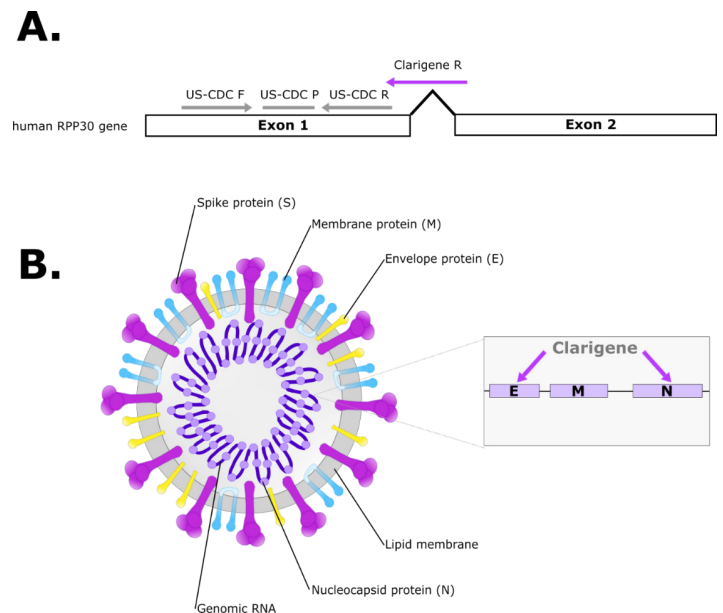 A.
Clarigene R
US-CDC F US-CDC P US-CDC R
human RPP30 gene Exon 1 Exon 2
B.
Spike protein (S)
Membrane protein (M)
Envelope protein (E)
Clarigene
E M N
Lipid membrane
Nucleocapsid protein (N)
Genomic RNA